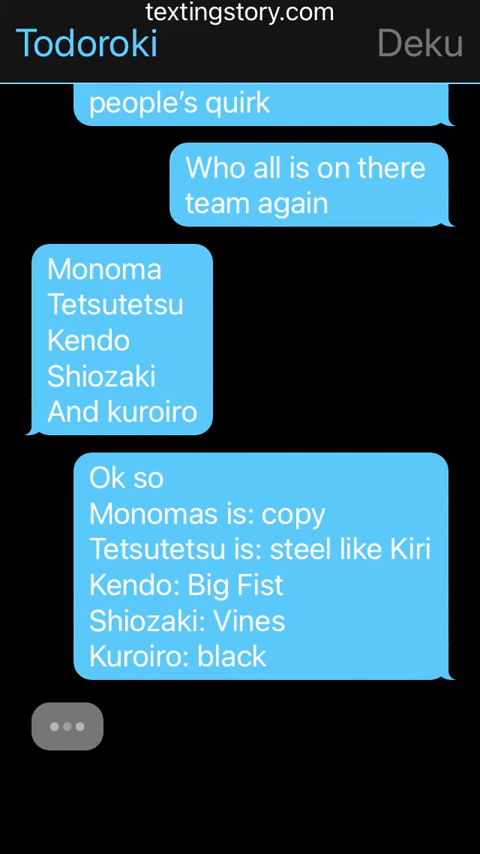 textingstory.com
Todoroki
Deku
people's quirk
Who all is on there
team again
Monoma
Tetsutetsu
Kendo
Shiozaki
And kuroiro
Ok so
Monomas is: copy
Tetsutetsu is: steel like Kiri
Kendo: Big Fist
Shiozaki: Vines
Kuroiro: black